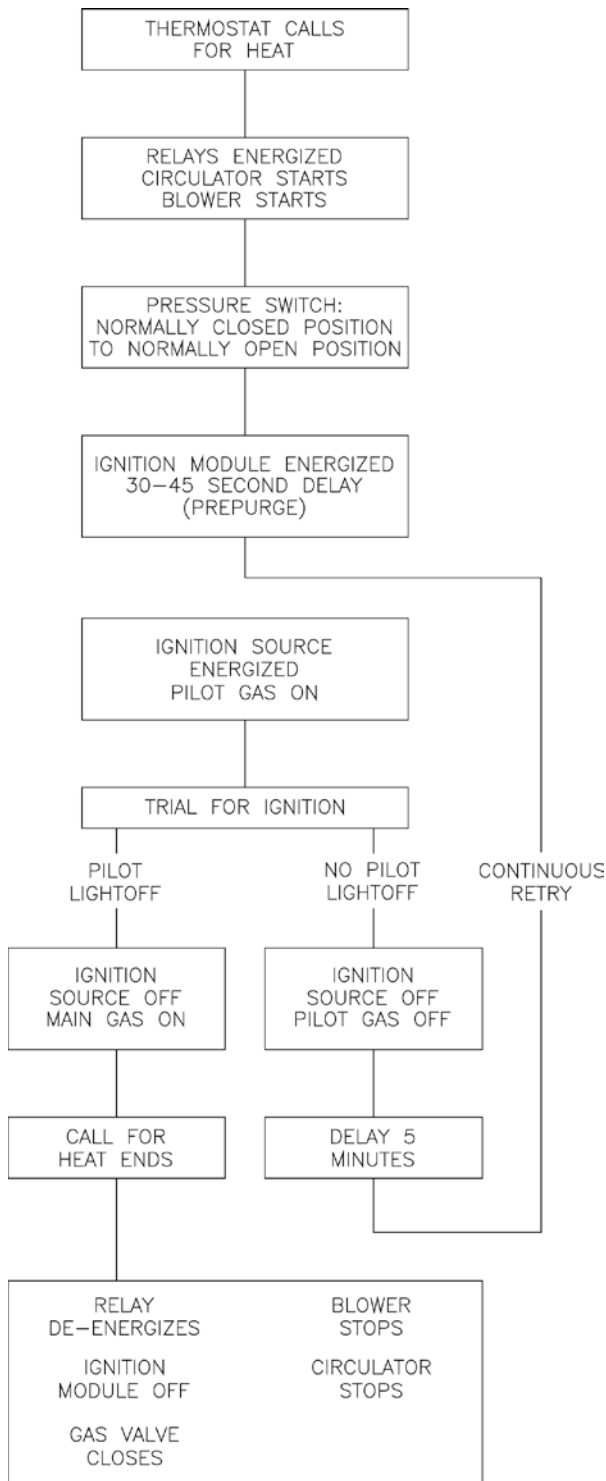 THERMOSTAT CALLS
FOR HEAT
RELAYS ENERGIZED
CIRCULATOR STARTS
BLOWER STARTS
PRESSURE SWITCH:
NORMALLY CLOSED POSITION
TO NORMALLY OPEN POSITION
IGNITION MODULE ENERGIZED
30-45 SECOND DELAY
(PREPURGE)
IGNITION SOURCE
ENERGIZED
PILOT GAS ON
TRIAL FOR IGNITION
PILOT
LIGHTOFF
NO PILOT
LIGHTOFF
CONTINUOUS
RETRY
IGNITION
SOURCE OFF
MAIN GAS ON
IGNITION
SOURCE OFF
PILOT GAS OFF
CALL FOR
HEAT ENDS
DELAY 5
MINUTES
RELAY
DE-ENERGIZES
BLOWER
STOPS
IGNITION
MODULE OFF
CIRCULATOR
STOPS
GAS VALVE
CLOSES